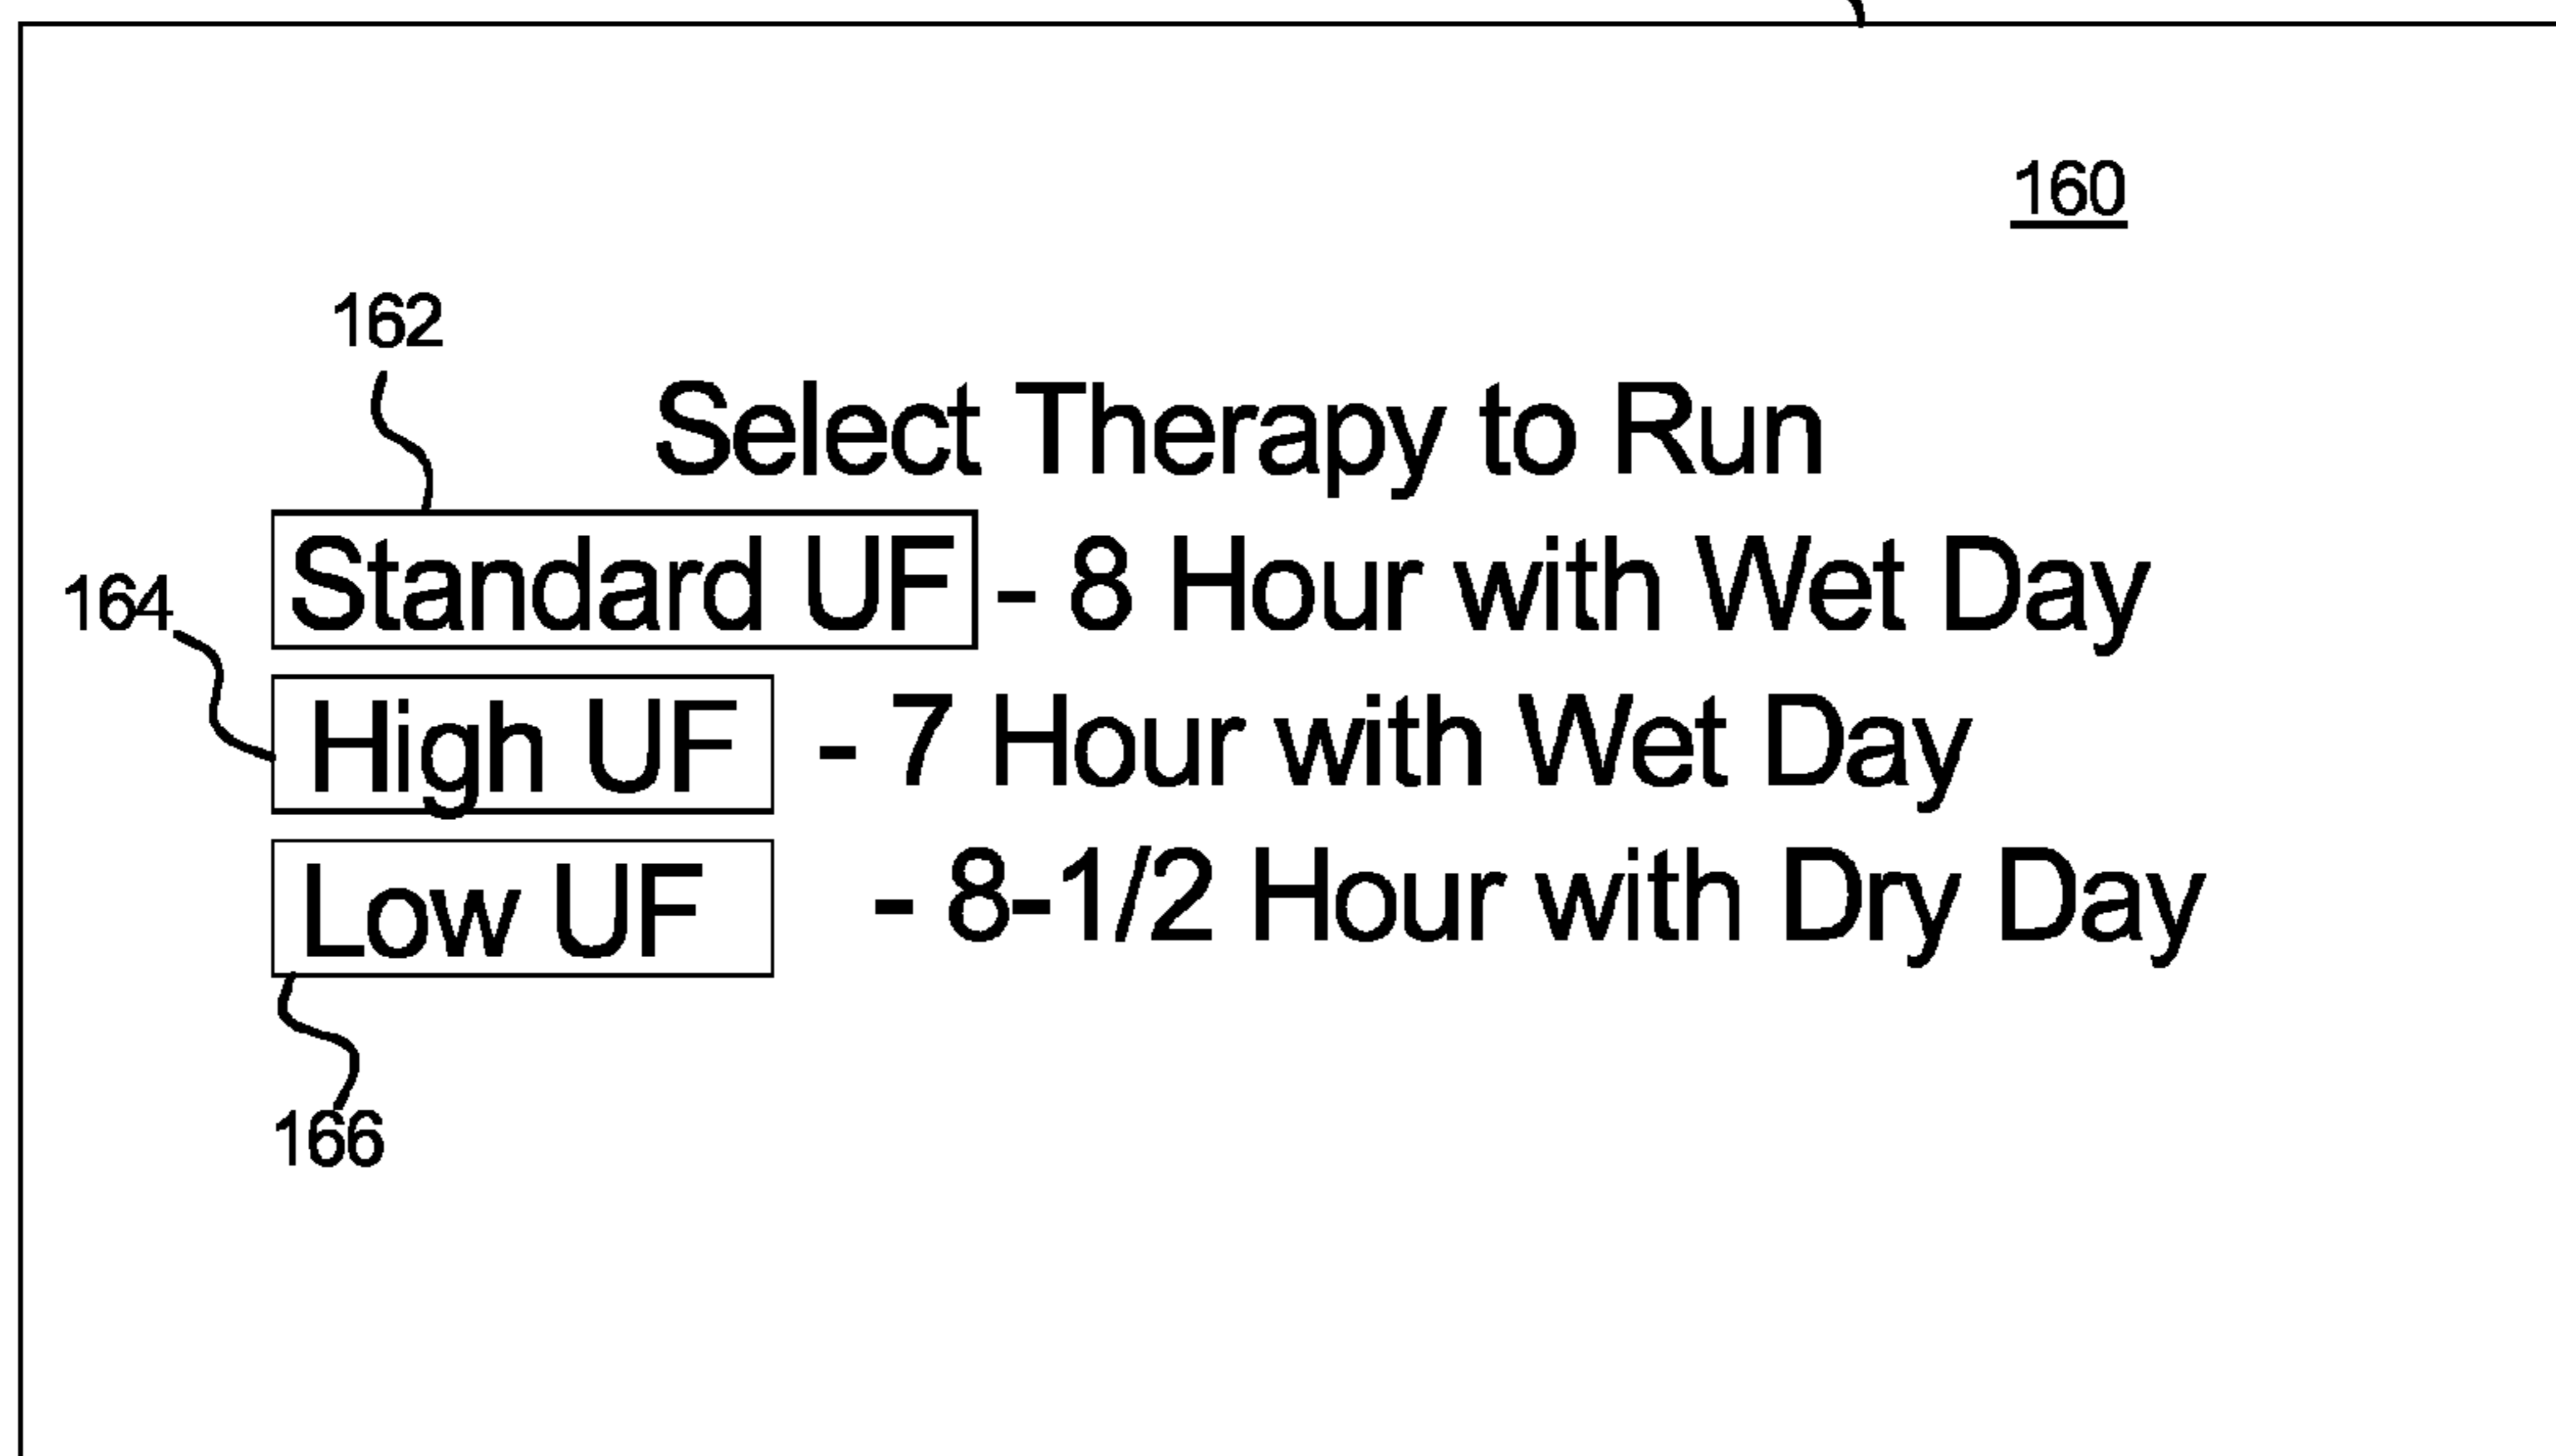 160
162
Select Therapy to Run
Standard UF - 8 Hour with Wet Day
164
High UF - 7 Hour with Wet Day
Low UF - 8-1/2 Hour with Dry Day
166